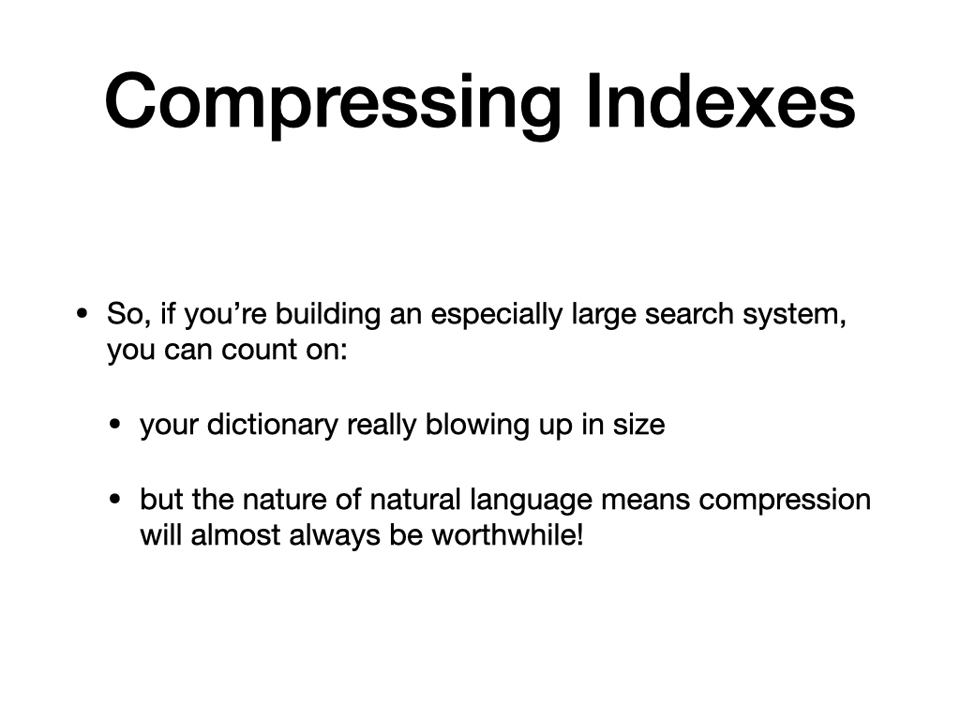 Compressing Indexes
• So, if you’re building an especially large search system,
you can count on:
• your dictionary really blowing up in size
• but the nature of natural language means compression
will almost always be worthwhile!